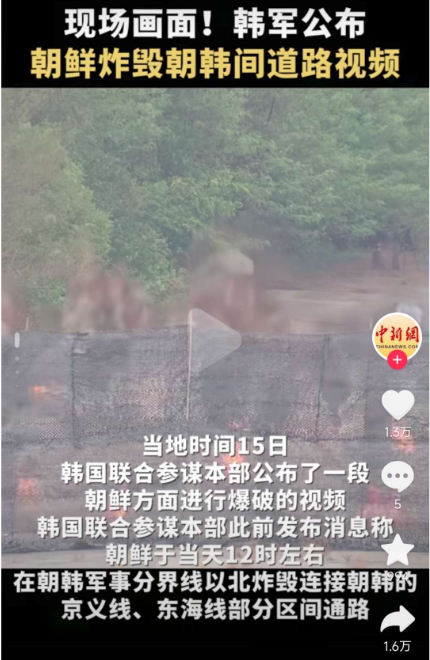 现场画面！韩军公布
朝鲜炸毁朝韩间道路视频
中新網
CHINANEWS.COM
1.3万
5
当地时间15日
韩国联合参谋本部公布了一段
朝鲜方面进行爆破的视频
韩国联合参谋本部此前发布消息称
朝鲜于当天12时左右
在朝韩军事分界线以北炸毁连接朝韩的
京义线、东海线部分区间通路
1.6万